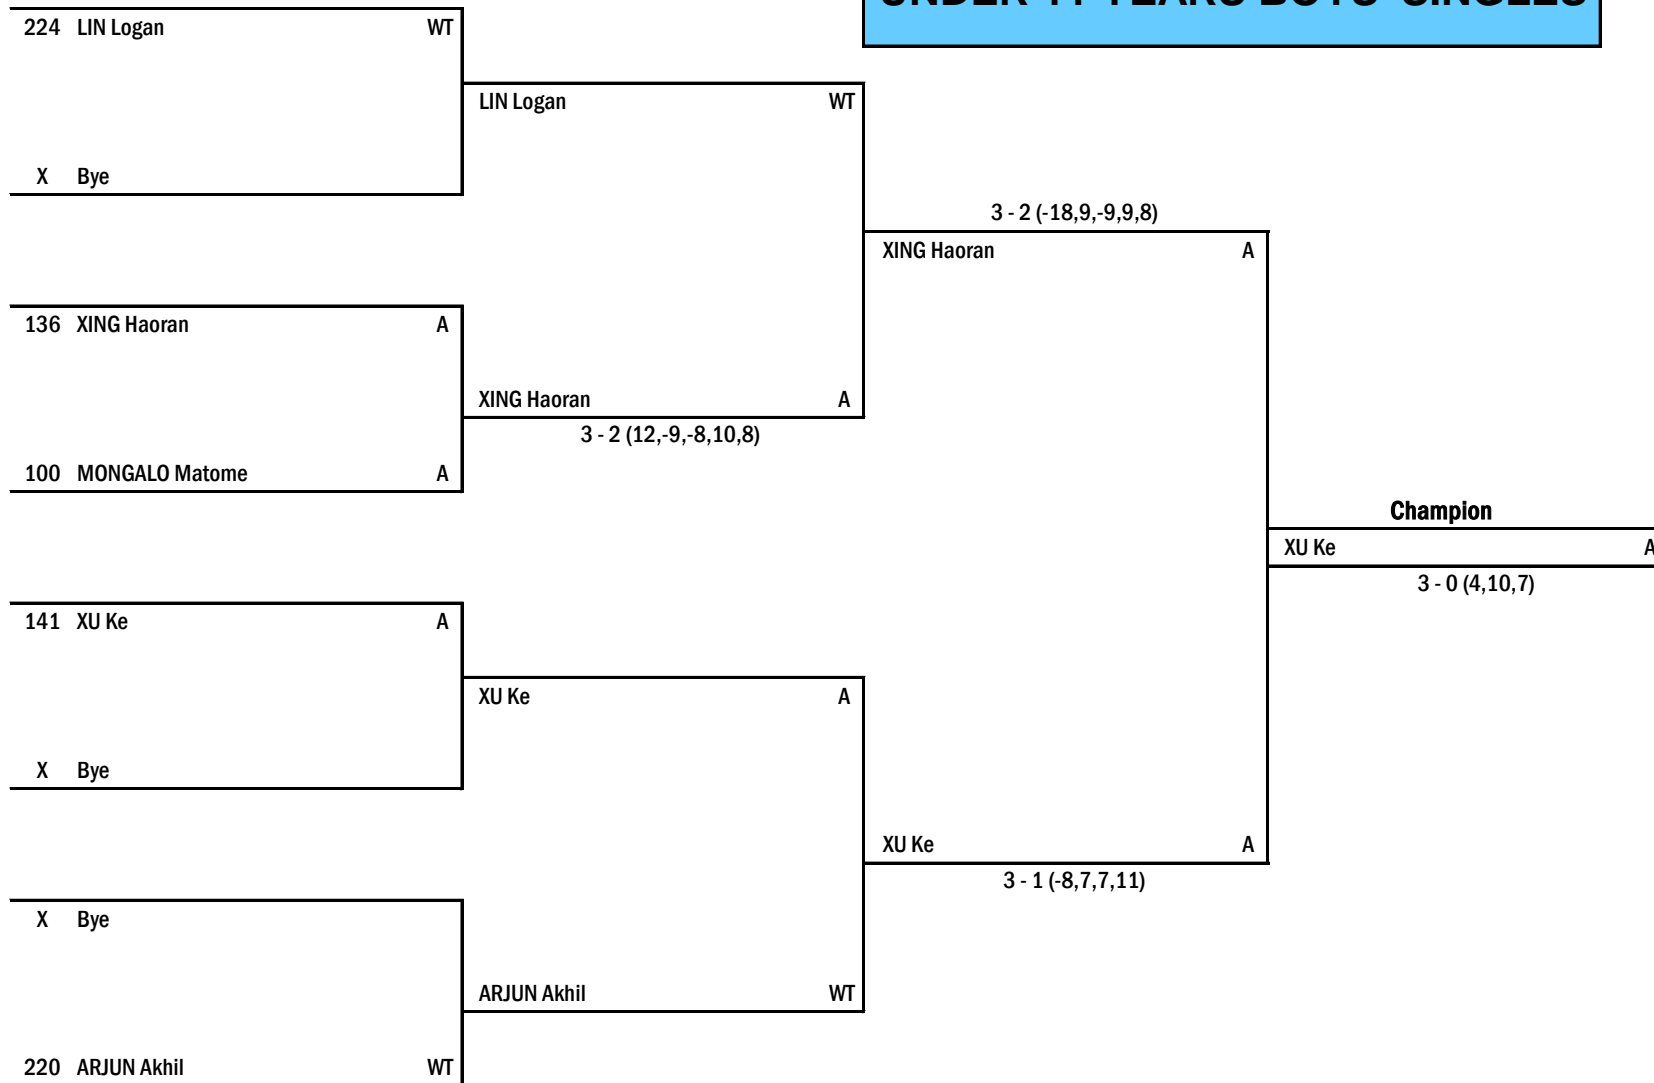 UNDER 11 YEARS BOYS' SINGLES
224 LIN Logan WT
LIN Logan WT
X Bye
3 - 2 (-18,9,-9,9,8)
XING Haoran A
136 XING Haoran A
XING Haoran A
3 - 2 (12,-9,-8,10,8)
100 MONGALO Matome A
Champion
XU Ke A
3 - 0 (4,10,7)
141 XU Ke A
XU Ke A
X Bye
XU Ke A
3 - 1 (-8,7,7,11)
X Bye
ARJUN Akhil WT
220 ARJUN Akhil WT